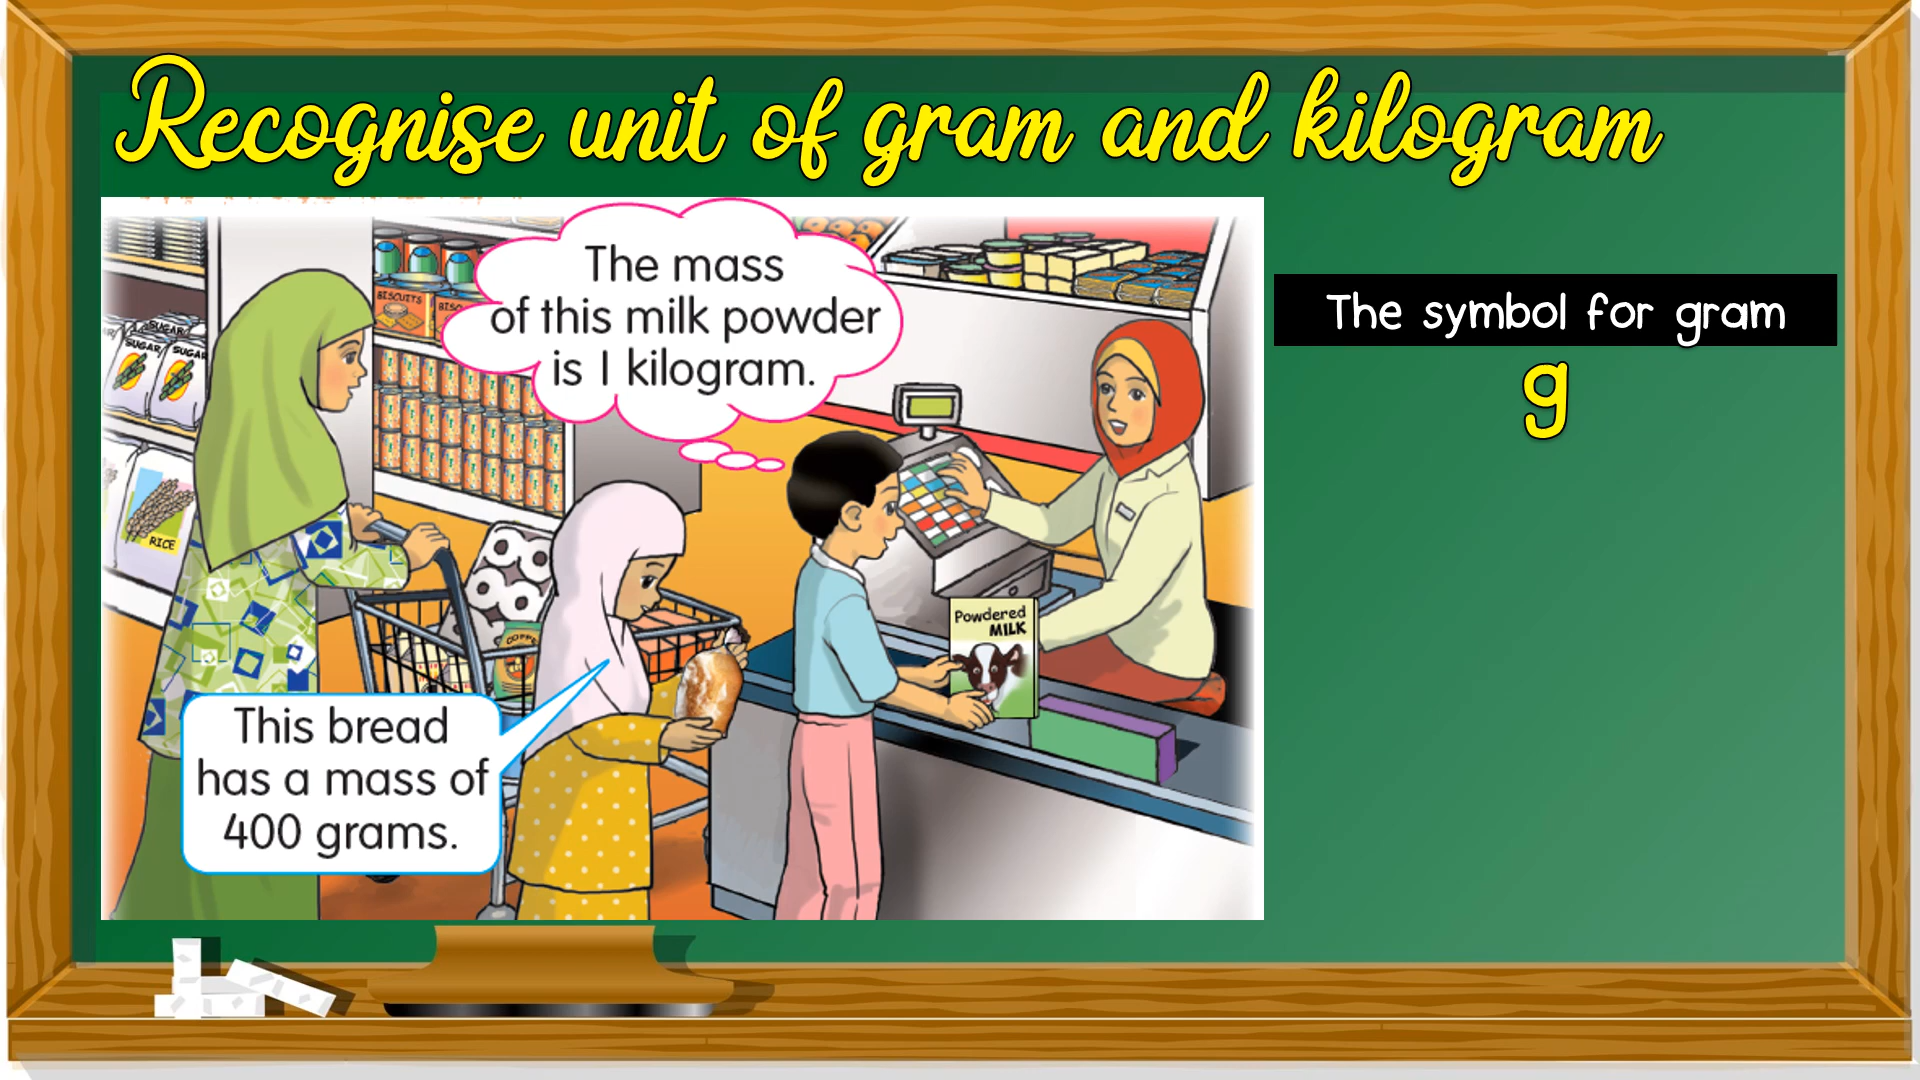 Recognise unit of gram and kilogram
The mass
of this milk powder
is 1 kilogram.
The symbol for gram
g
BISCUITS
SUGAR
SUGAR
SUGAR
RICE
Powdered
MILK
This bread
has a mass of
400 grams.